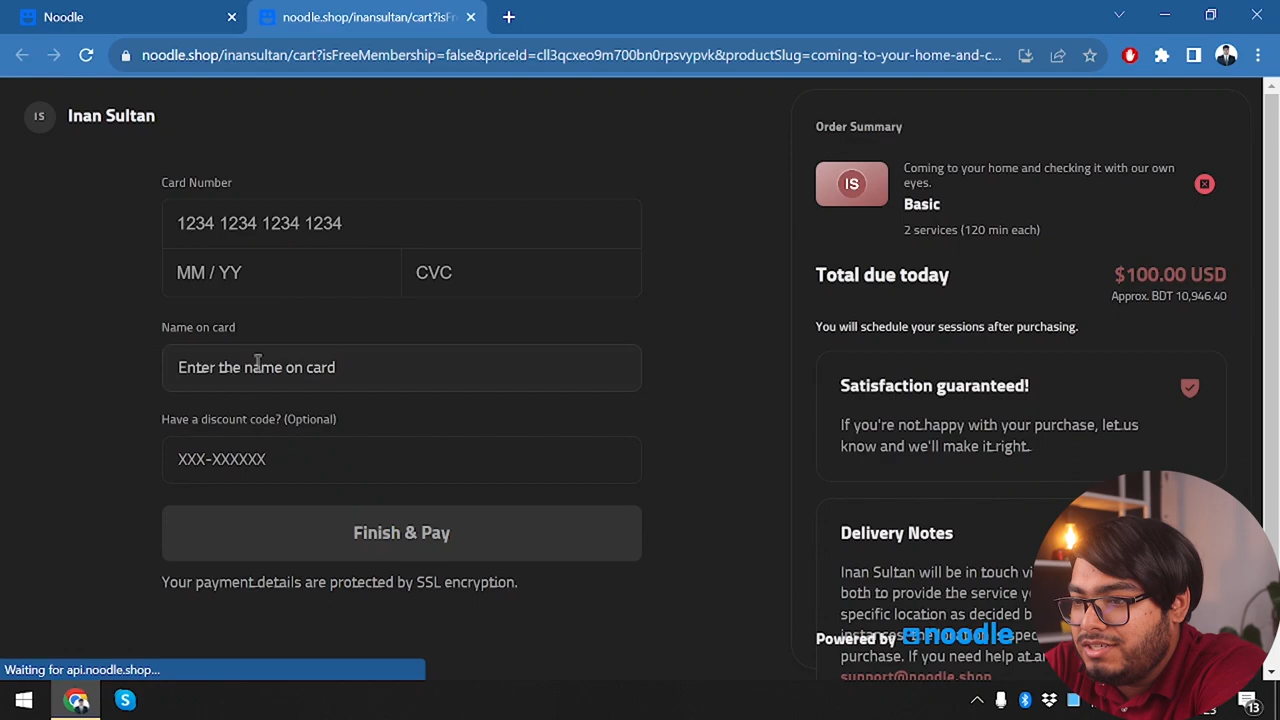 Noodle
noodle.shop/inansultan/cart?isFr
noodle.shop/inansultan/cart?isFreeMembership=false&priceId=cll3qcxeo9m700bn0rpsvypvk&productSlug=coming-to-your-home-and-c...
IS
Inan Sultan
Card Number
1234 1234 1234 1234
MM / YY
CVC
Name on card
Enter the name on card
Have a discount code? (Optional)
XXX-XXXXXX
Finish & Pay
Your payment details are protected by SSL encryption.
Order Summary
IS
Coming to your home and checking it with our own
eyes.
Basic
2 services (120 min each)
Total due today
$100.00 USD
Approx. BDT 10,946.40
You will schedule your sessions after purchasing.
Satisfaction guaranteed!
If you're not happy with your purchase, let us
know and we'll make it right.
Delivery Notes
Inan Sultan will be in touch
both to provide the service
specific location as decided
purchase. If you need help at
support@noodle.shop
Powered by noodle
Waiting for api.noodle.shop...
13